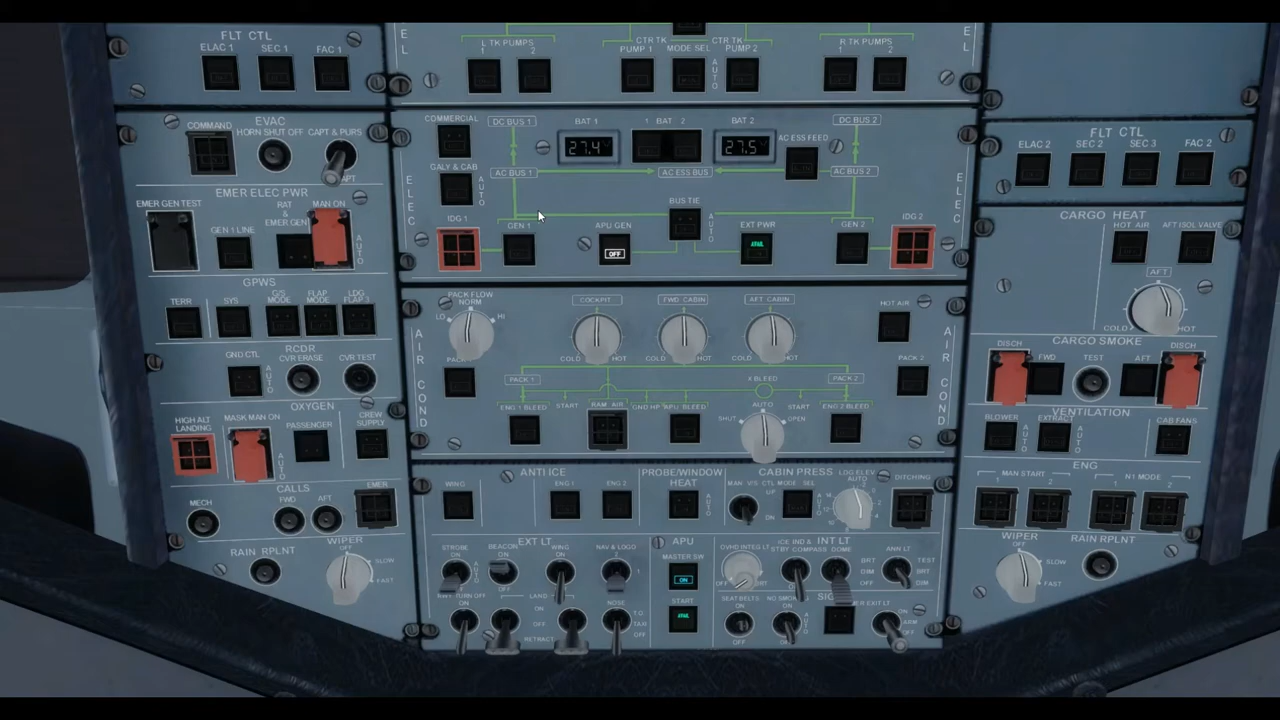 FLT CTL
ELAC 1 SEC 1 FAC 1
EL
L TK PUMPS
1 2
CTR TK CTR TK
PUMP 1 MODE SEL PUMP 2
AUTO
R TK PUMPS
1 2
EL
EVAC
COMMAND HORN SHUT OFF CAPT & PURS
CAPT
EMER ELEC PWR
EMER GEN TEST
GEN 1 LINE
RAT & EMER GEN
MAN ON
AUTO
GPWS
TERR SYS G/S MODE FLAP MODE LDG FLAP 3
RCDR
GND CTL CVR ERASE CVR TEST
AUTO
OXYGEN
HIGH ALT LANDING MASK MAN ON PASSENGER CREW SUPPLY
AUTO
CALLS
MECH FWD AFT EMER
RAIN RPLNT
WIPER
OFF SLOW FAST
ELEC
COMMERCIAL
GALY & CAB
AUTO
DC BUS 1
BAT 1
27.4 V
1 BAT 2
BAT 2
27.5 V
DC BUS 2
AC ESS FEED
AC BUS 1
AC ESS BUS
AC BUS 2
BUS TIE
AUTO
IDG 1
GEN 1
APU GEN
OFF
EXT PWR
AVAIL
GEN 2
IDG 2
ELEC
AIR COND
PACK FLOW
NORM
LO HI
COCKPIT FWD CABIN AFT CABIN
COLD HOT COLD HOT COLD HOT
HOT AIR
PACK 2
PACK 1
X BLEED
PACK 2
ENG 1 BLEED START RAM AIR GND HP APU BLEED
AUTO
SHUT OPEN
START
ENG 2 BLEED
AIR COND
ANTI ICE
WING ENG 1 ENG 2
PROBE/WINDOW HEAT
AUTO
CABIN PRESS
MAN V/S CTL MODE SEL
UP
DN
LDG ELEV
AUTO
DITCHING
EXT LT
STROBE BEACON WING NAV & LOGO
ON ON ON 2
AUTO
OFF
1
LAND
NOSE
ON
ON
OFF
RETRACT
T.O
TAXI
OFF
APU
MASTER SW
ON
START
AVAIL
INT LT
OVHD INTEG LT
OFF BRT
ICE IND & STBY COMPASS
DOME
BRT
DIM
OFF
ANN LT
TEST
BRT
DIM
SEAT BELTS
ON
OFF
NO SMOKING
ON
AUTO
ON
ARM
OFF
FLT CTL
ELAC 2 SEC 2 SEC 3 FAC 2
CARGO HEAT
HOT AIR AFT ISOL VALVE
AFT
COLD HOT
CARGO SMOKE
DISCH FWD TEST AFT DISCH
VENTILATION
BLOWER EXTRACT CAB FANS
AUTO AUTO
ENG
MAN START N1 MODE
1 2 1 2
WIPER
OFF SLOW FAST
RAIN RPLNT